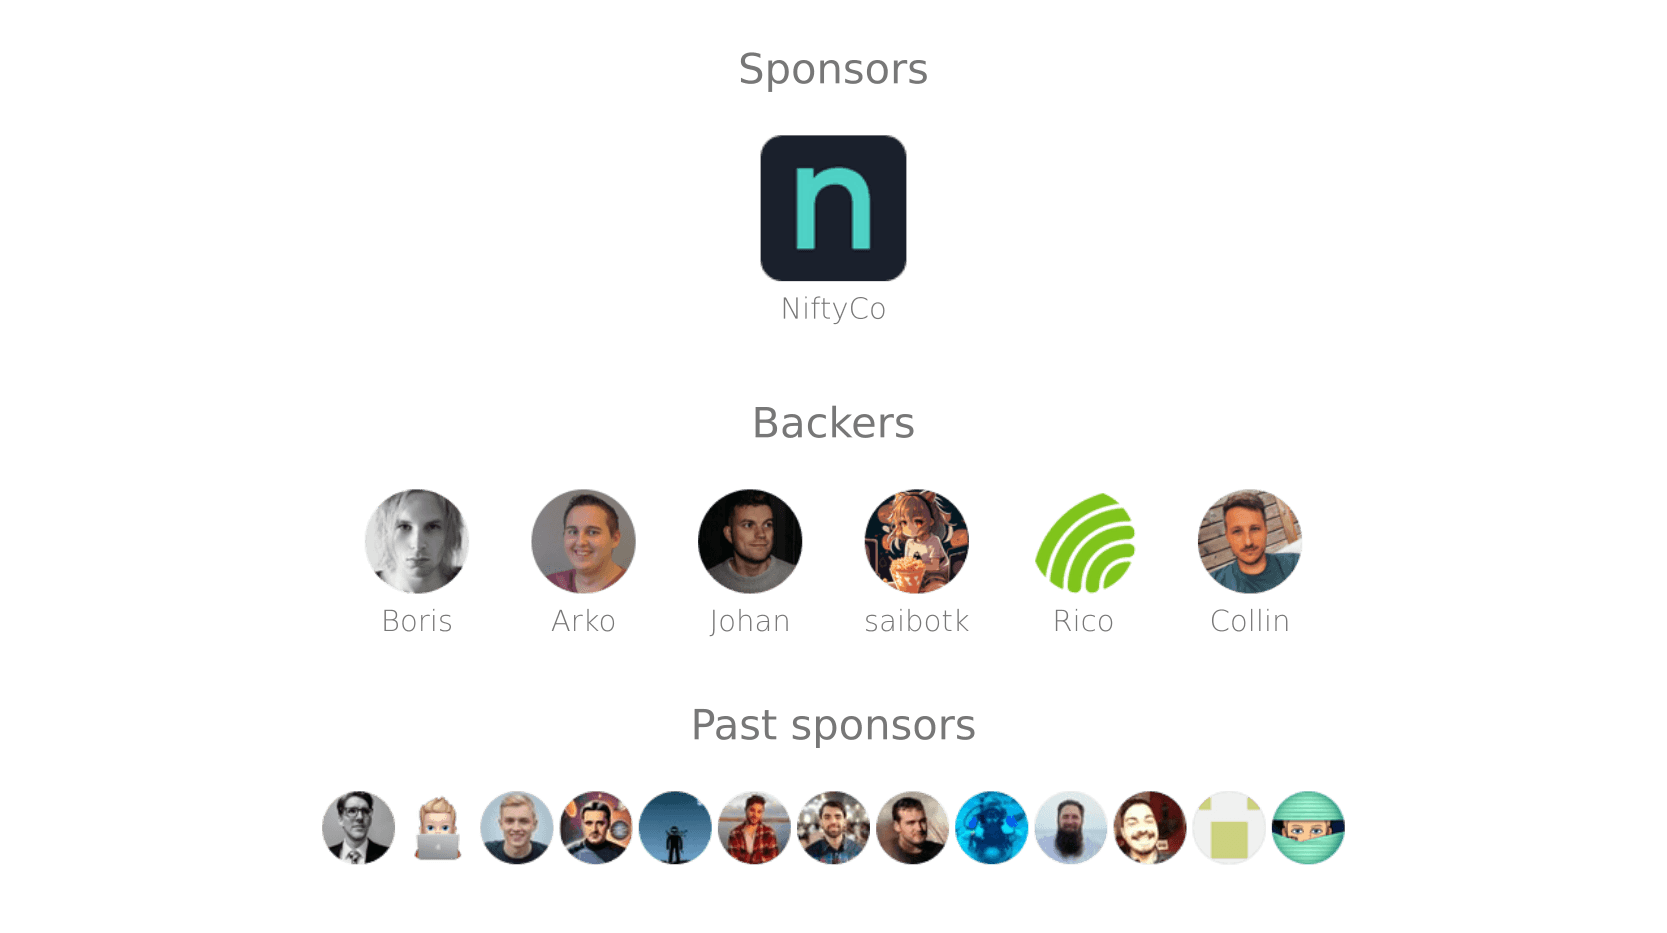 Sponsors
n
NiftyCo
Backers
Boris Arko Johan saibotk Rico Collin
Past sponsors